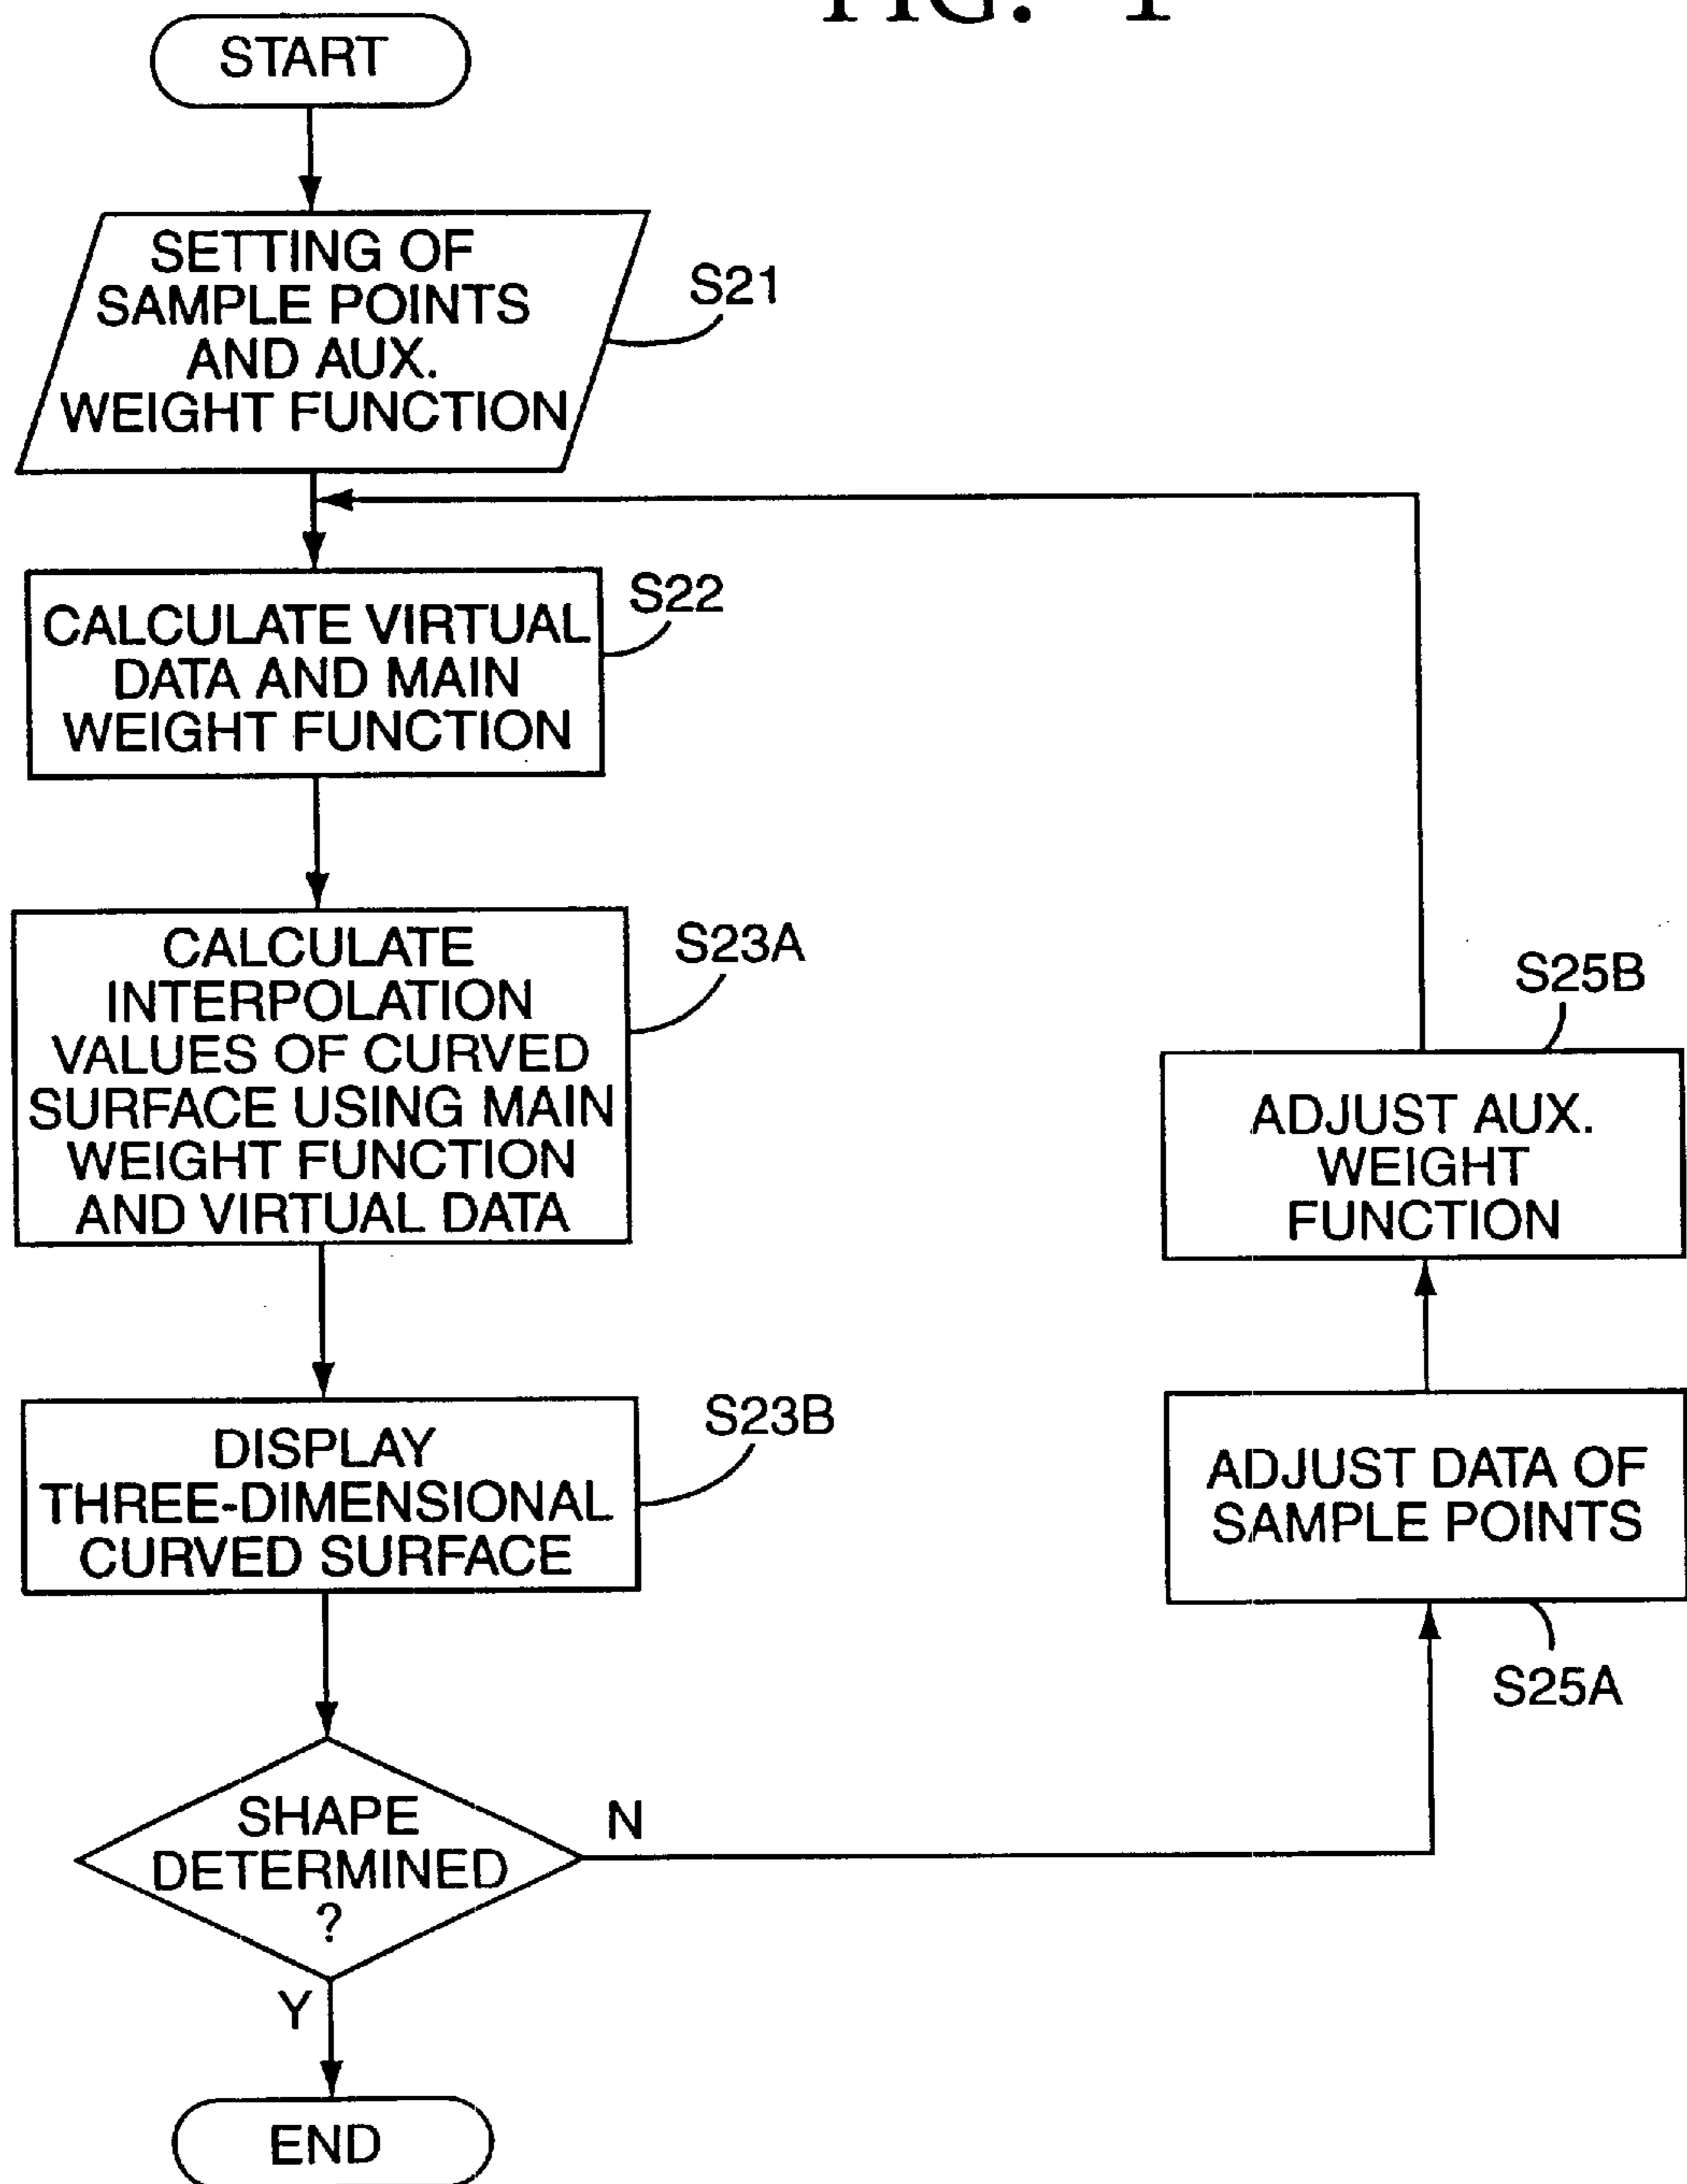 FIG.
START
SETTING OF
SAMPLE POINTS
AND AUX.
WEIGHT FUNCTION
S21
CALCULATE VIRTUAL
DATA AND MAIN
WEIGHT FUNCTION
S22
CALCULATE
INTERPOLATION
VALUES OF CURVED
SURFACE USING MAIN
WEIGHT FUNCTION
AND VIRTUAL DATA
S23A
DISPLAY
THREE-DIMENSIONAL
CURVED SURFACE
S23B
SHAPE
DETERMINED
?
N
Y
END
S25B
ADJUST AUX.
WEIGHT
FUNCTION
ADJUST DATA OF
SAMPLE POINTS
S25A